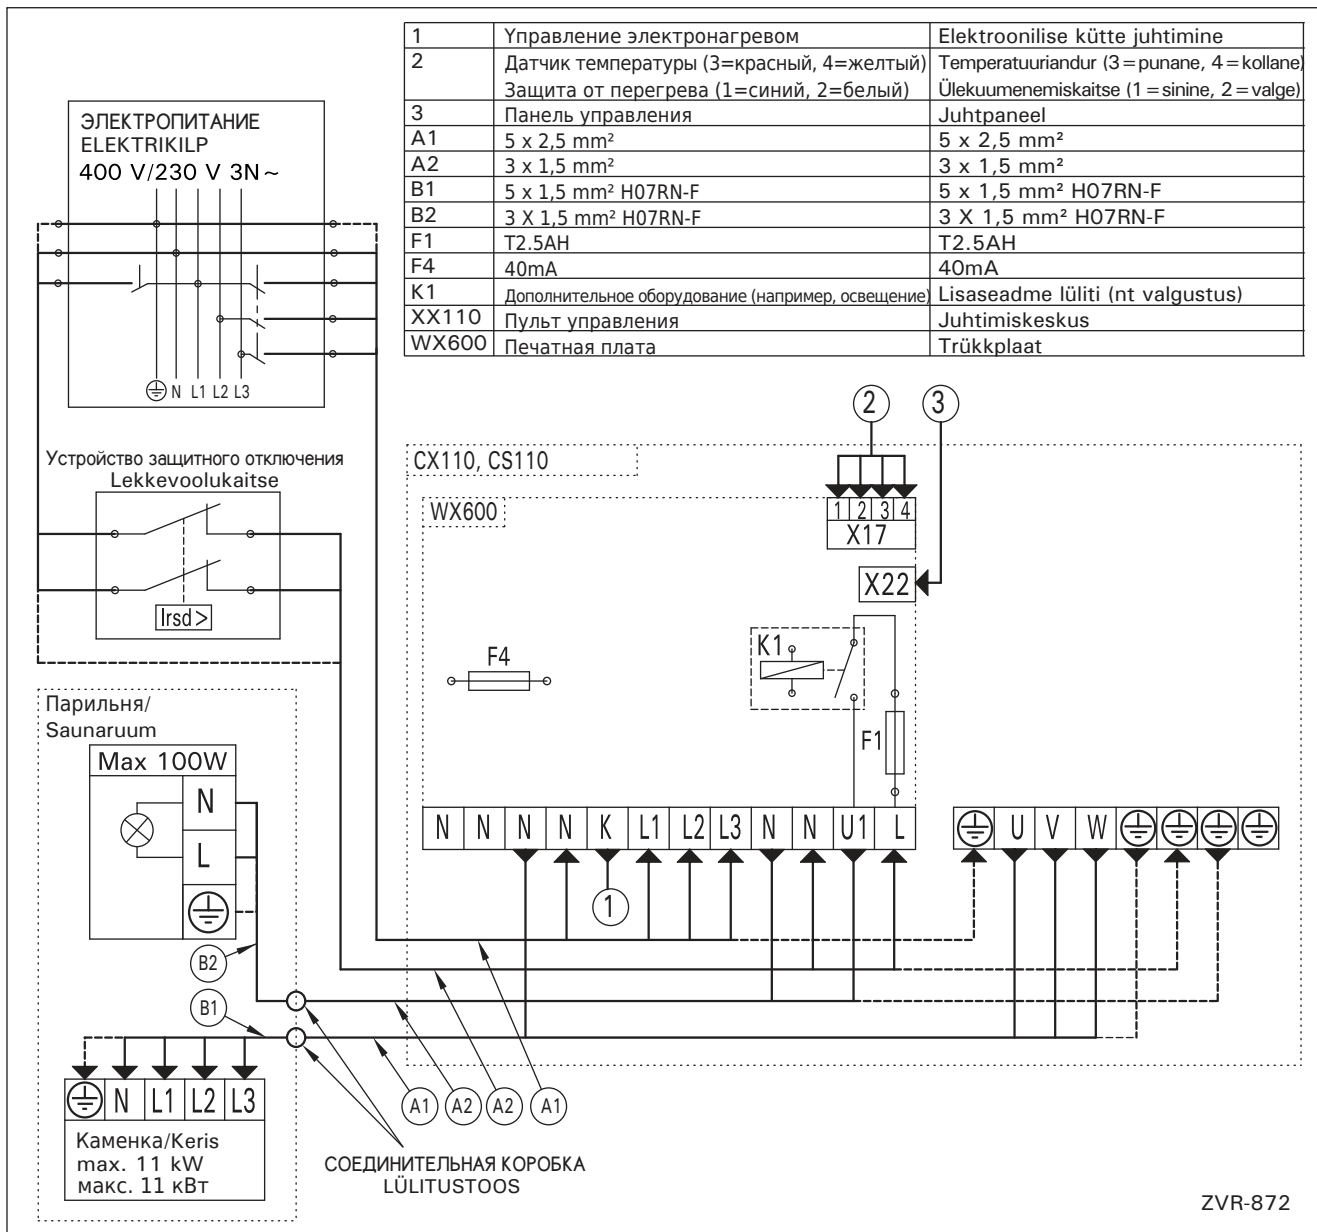 1 Управление электронагревом Elektroonilise kütte juhtimine
2 Датчик температуры (3=красный, 4=желтый) Temperatuuriandur (3=punane, 4=kollane)
Защита от перегрева (1=синий, 2=белый) Ülekuumenemiskaitse (1=sinine, 2=valge)
3 Панель управления Juhtpaneel
A1 5 x 2,5 mm² 5 x 2,5 mm²
A2 3 x 1,5 mm² 3 x 1,5 mm²
B1 5 x 1,5 mm² H07RN-F 5 x 1,5 mm² H07RN-F
B2 3 X 1,5 mm² H07RN-F 3 X 1,5 mm² H07RN-F
F1 T2.5AH T2.5AH
F4 40mA 40mA
K1 Дополнительное оборудование (например, освещение) Lisaseadme lüliti (nt valgustus)
XX110 Пульт управления Juhtimiskeskus
WX600 Печатная плата Trükkplaat
ЭЛЕКТРОПИТАНИЕ
ELEKTRIKILP
400 V/230 V 3N~
N L1 L2 L3
Устройство защитного отключения
Lekkevoolukaitse
Irsd>
2 3
CX110, CS110
WX600
1 2 3 4
X17
X22
K1
F4
F1
N N N N K L1 L2 L3 N N U1 L U V W
1
Парильня/
Saunaruum
Max 100W
N
L
B2
B1
N L1 L2 L3
Каменка/Keris
max. 11 kW
макс. 11 кВт
A1 A2 A2 A1
СОЕДИНИТЕЛЬНАЯ КОРОБКА
LÜLITUSTOOS
ZVR-872